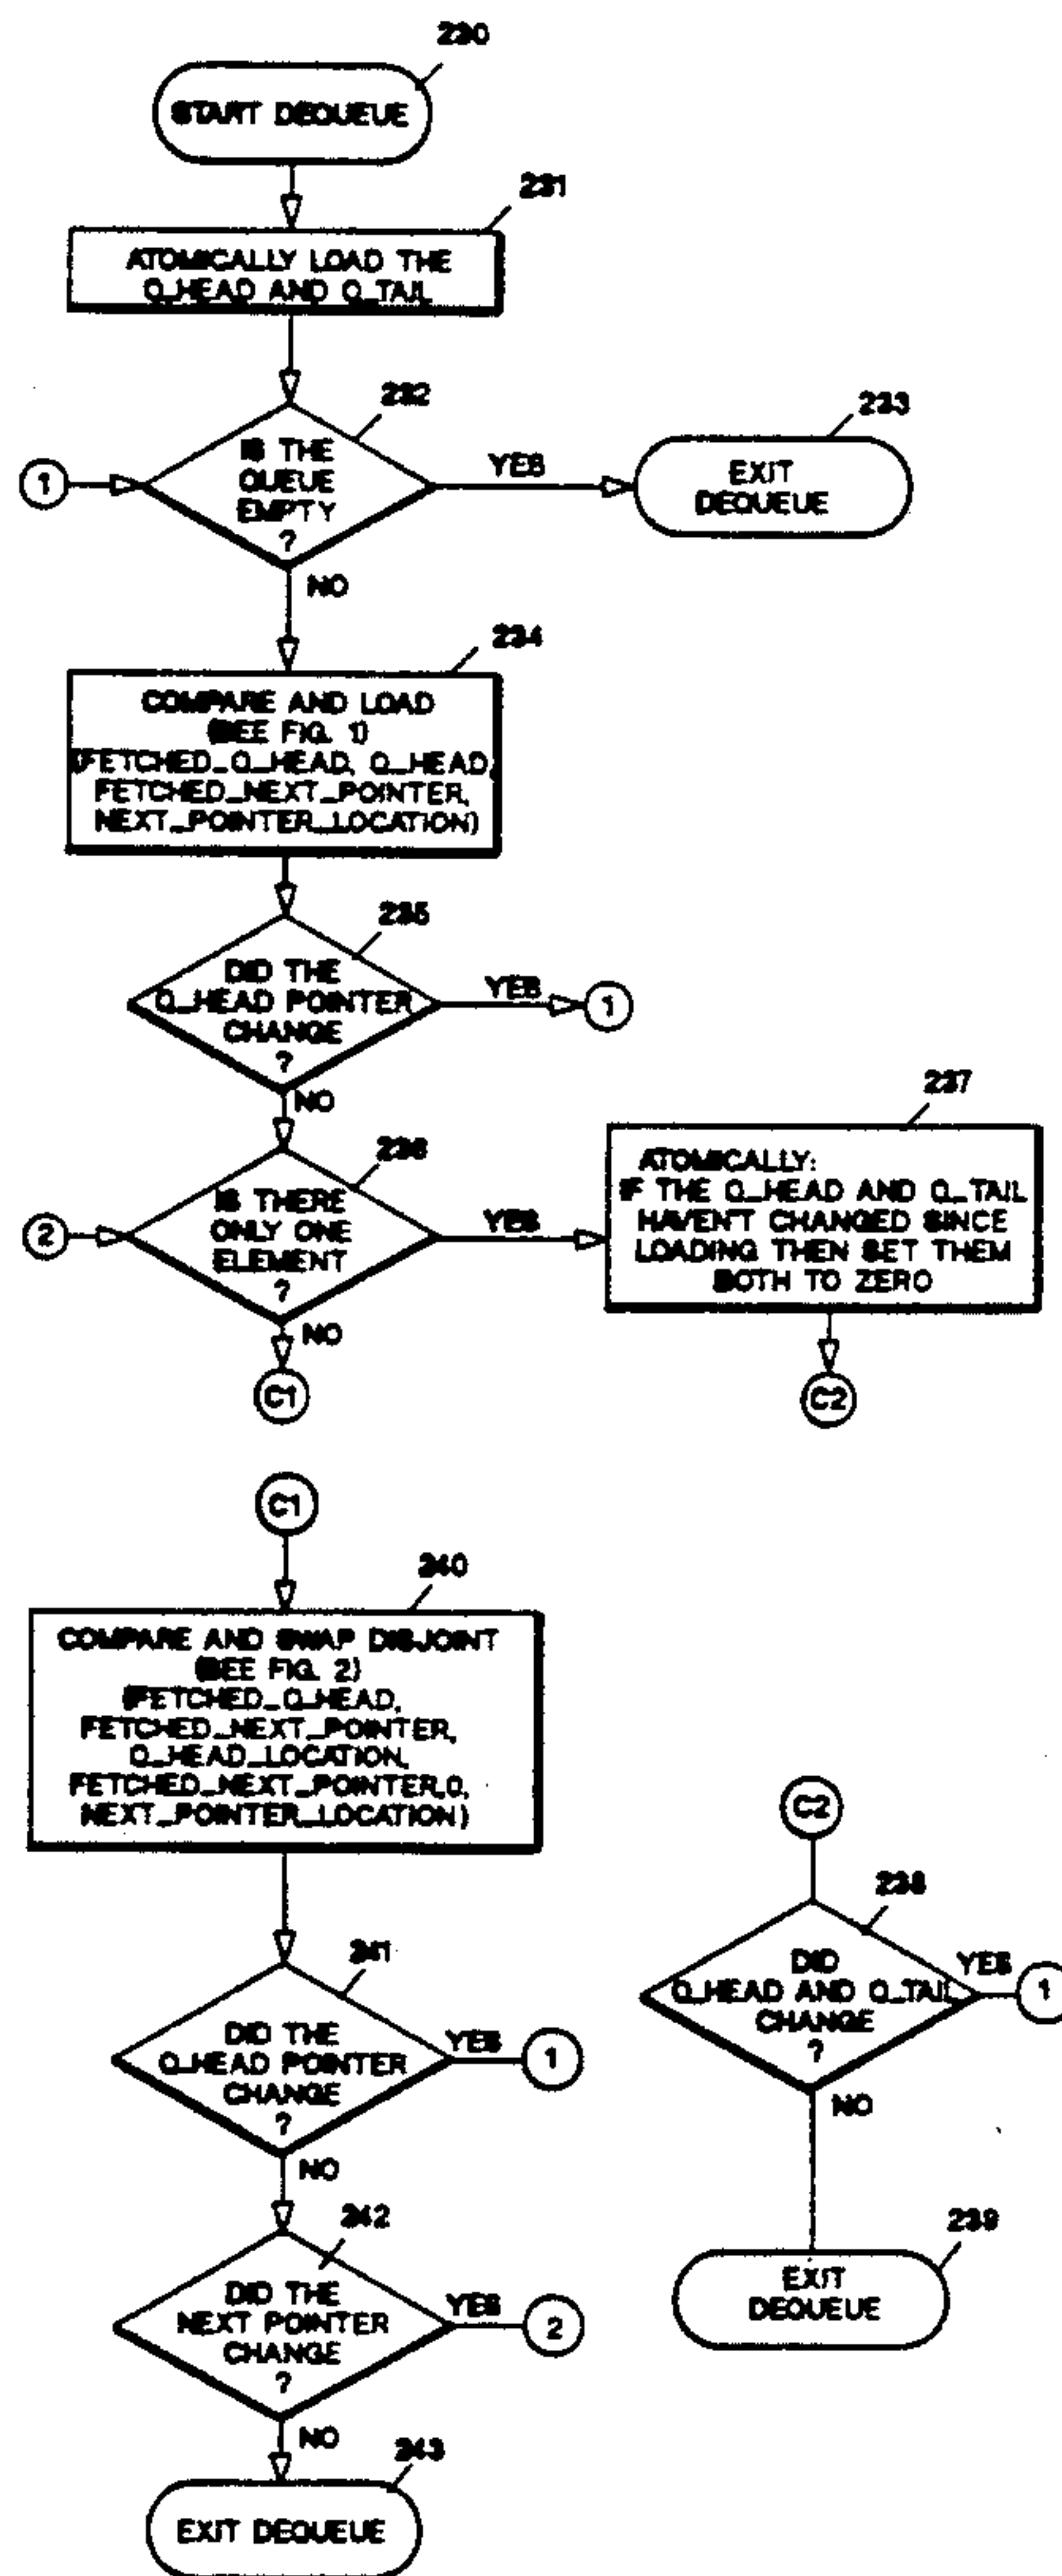 230
START DEQUEUE
231
ATOMICALLY LOAD THE
Q_HEAD AND Q_TAIL
232
IS THE
QUEUE
EMPTY
?
1
YES
233
EXIT
DEQUEUE
NO
234
COMPARE AND LOAD
(SEE FIG. 1)
(FETCHED_Q_HEAD, Q_HEAD,
FETCHED_NEXT_POINTER,
NEXT_POINTER_LOCATION)
235
DID THE
Q_HEAD POINTER
CHANGE
?
YES
1
NO
236
2
IS THERE
ONLY ONE
ELEMENT
?
YES
237
ATOMICALLY:
IF THE Q_HEAD AND Q_TAIL
HAVEN'T CHANGED SINCE
LOADING THEN SET THEM
BOTH TO ZERO
NO
C1
C2
C1
240
COMPARE AND SWAP DISJOINT
(SEE FIG. 2)
(FETCHED_Q_HEAD,
FETCHED_NEXT_POINTER,
Q_HEAD_LOCATION,
FETCHED_NEXT_POINTER,0,
NEXT_POINTER_LOCATION)
241
DID THE
Q_HEAD POINTER
CHANGE
?
YES
1
NO
242
DID THE
NEXT POINTER
CHANGE
?
YES
2
NO
243
EXIT DEQUEUE
C2
238
DID
Q_HEAD AND Q_TAIL
CHANGE
?
YES
1
NO
239
EXIT
DEQUEUE